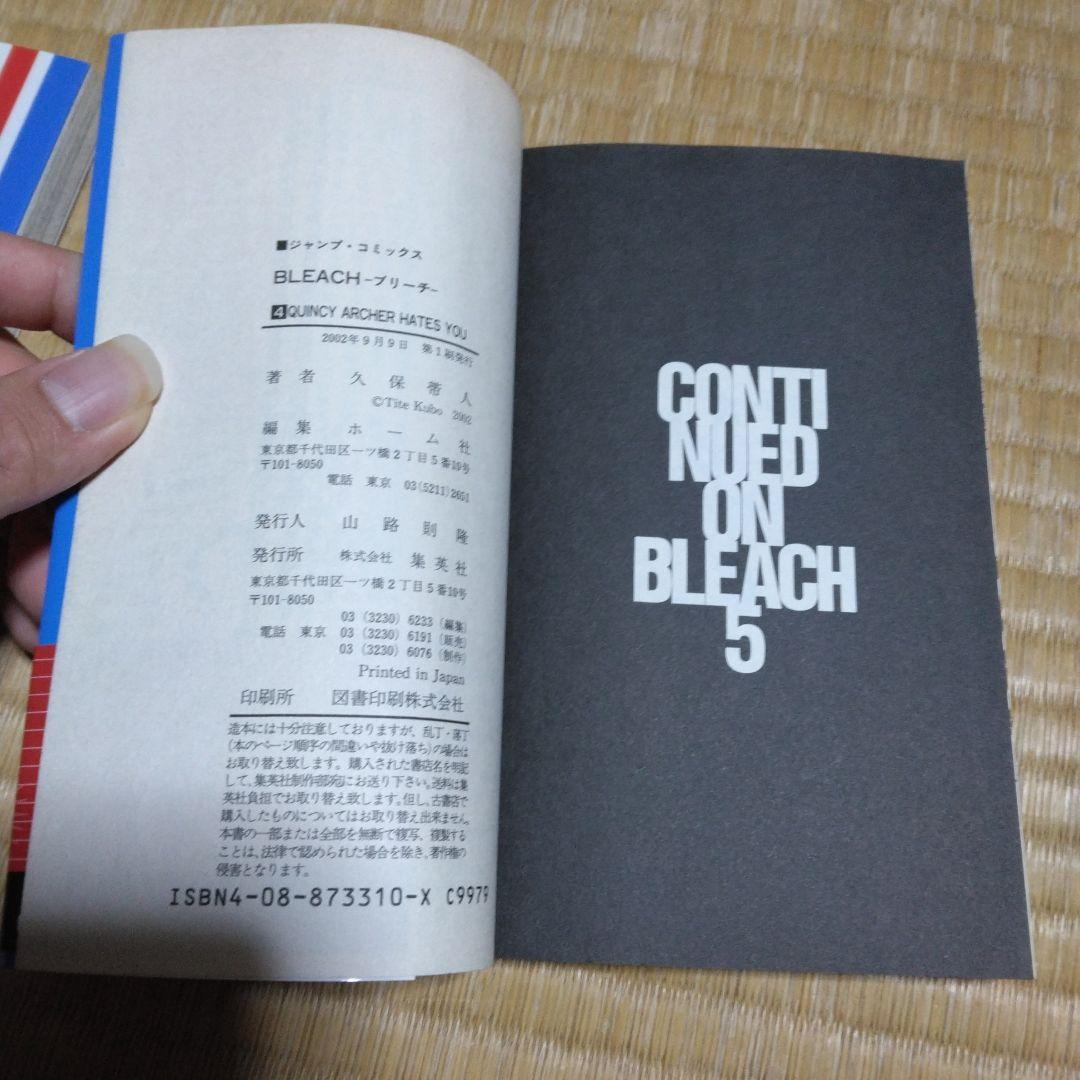 ■ジャンプ・コミックス
BLEACH-ブリーチ-
4 QUINCY ARCHER HATES YOU
2002年9月9日 第1刷発行
著者 久保帯人
©Tite Kubo 2002
編集 ホーム社
東京都千代田区一ツ橋2丁目5番10号
〒101-8050
電話 東京 03(5211)2651
発行人 山路則隆
発行所 株式会社 集英社
東京都千代田区一ツ橋2丁目5番10号
〒101-8050
03 (3230) 6233 (編集)
電話 東京 03 (3230) 6191 (販売)
03 (3230) 6076 (制作)
Printed in Japan
印刷所 図書印刷株式会社
造本には十分注意しておりますが、乱丁・落丁
(本のページ順序の間違いや抜け落ち)の場合は
お取り替え致します。購入された書店名を明記
して、集英社制作部宛にお送り下さい。送料は集
英社負担でお取り替え致します。但し、古書店で
購入したものについてはお取り替え出来ません。
本書の一部または全部を無断で複写、複製する
ことは、法律で認められた場合を除き、著作権の
侵害となります。
ISBN4-08-873310-X C9979
CONTI
NUED
ON
BLEACH
5